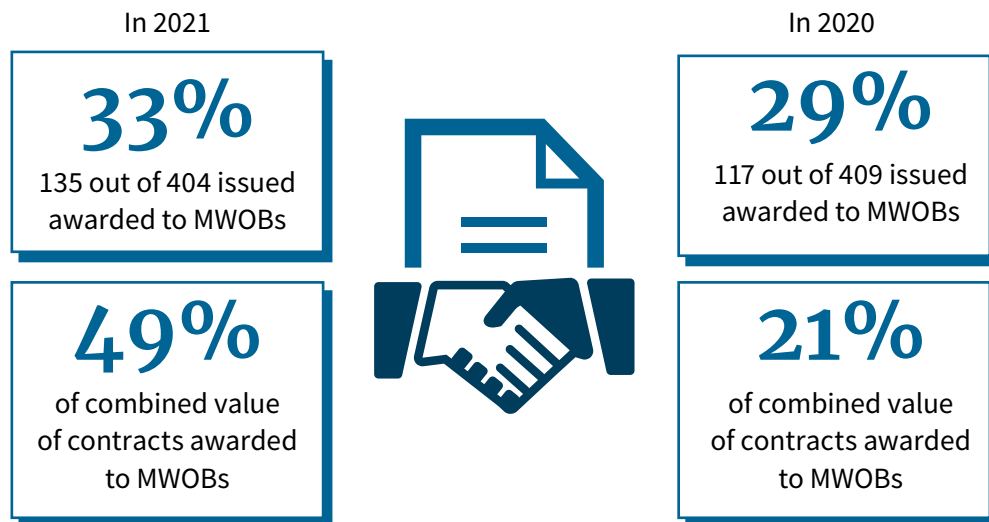 In 2021
33%
135 out of 404 issued
awarded to MWOBs
49%
of combined value
of contracts awarded
to MWOBs
In 2020
29%
117 out of 409 issued
awarded to MWOBs
21%
of combined value
of contracts awarded
to MWOBs